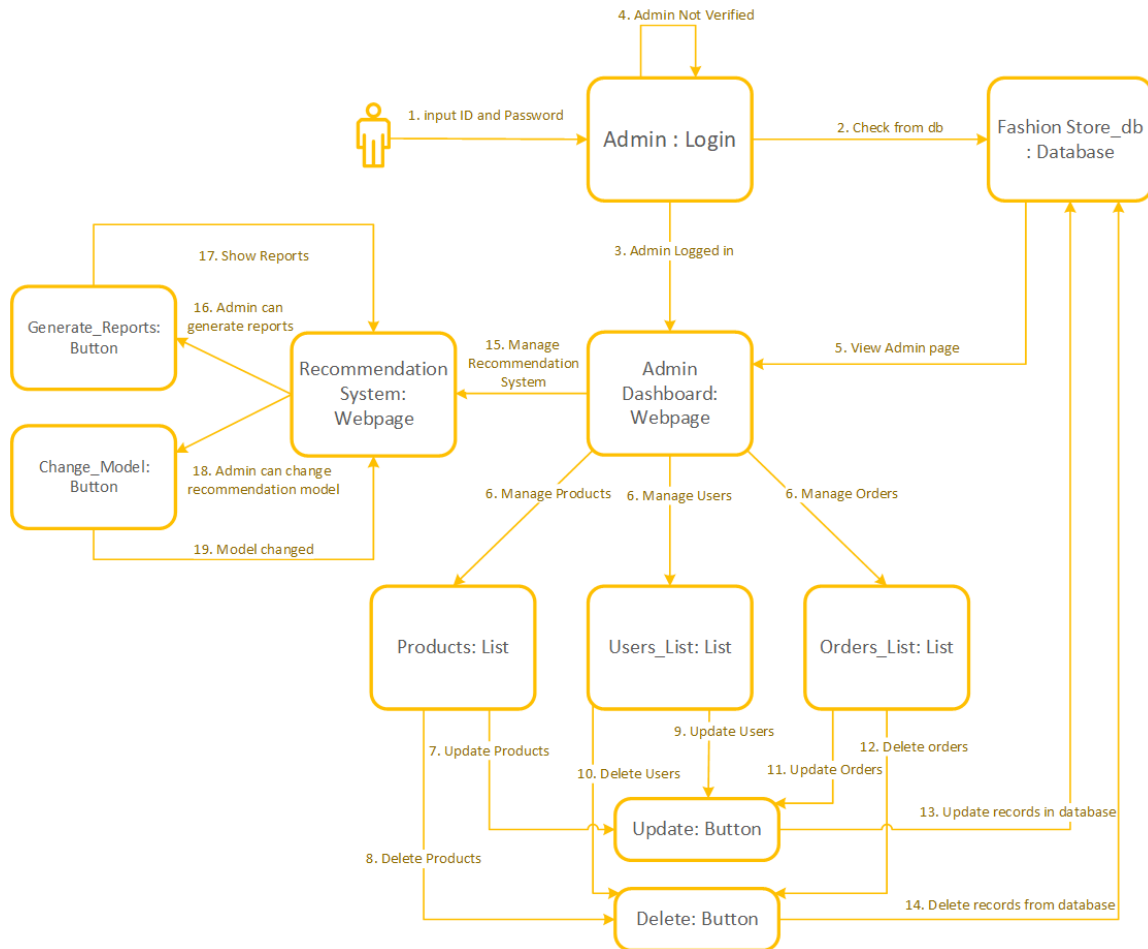 4. Admin Not Verified
1. input ID and Password
Admin : Login
2. Check from db
Fashion Store_db
: Database
3. Admin Logged in
17. Show Reports
Generate_Reports:
Button
16. Admin can
generate reports
Recommendation
System:
Webpage
15. Manage
Recommendation
System
Admin
Dashboard:
Webpage
5. View Admin page
Change_Model:
Button
18. Admin can change
recommendation model
19. Model changed
6. Manage Products
6. Manage Users
6. Manage Orders
Products: List
Users_List: List
Orders_List: List
7. Update Products
9. Update Users
12. Delete orders
10. Delete Users
11. Update Orders
Update: Button
13. Update records in database
8. Delete Products
Delete: Button
14. Delete records from database